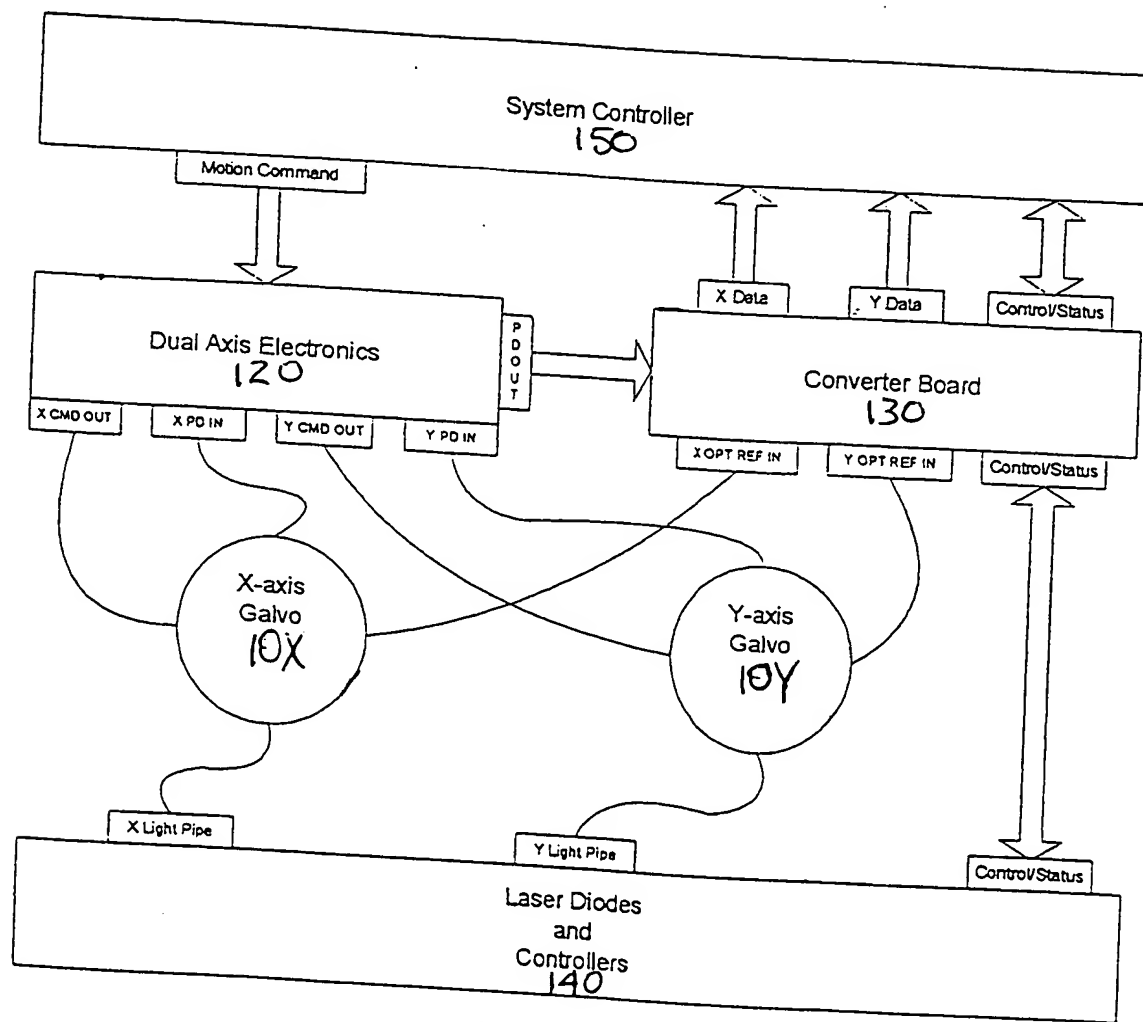 System Controller
150
Motion Command
X Data
Y Data
Control/Status
Dual Axis Electronics
120
PDOUT
Converter Board
130
X CMD OUT
X PD IN
Y CMD OUT
Y PD IN
X OPT REF IN
Y OPT REF IN
Control/Status
X-axis
Galvo
10X
Y-axis
Galvo
10Y
X Light Pipe
Y Light Pipe
Control/Status
Laser Diodes
and
Controllers
140